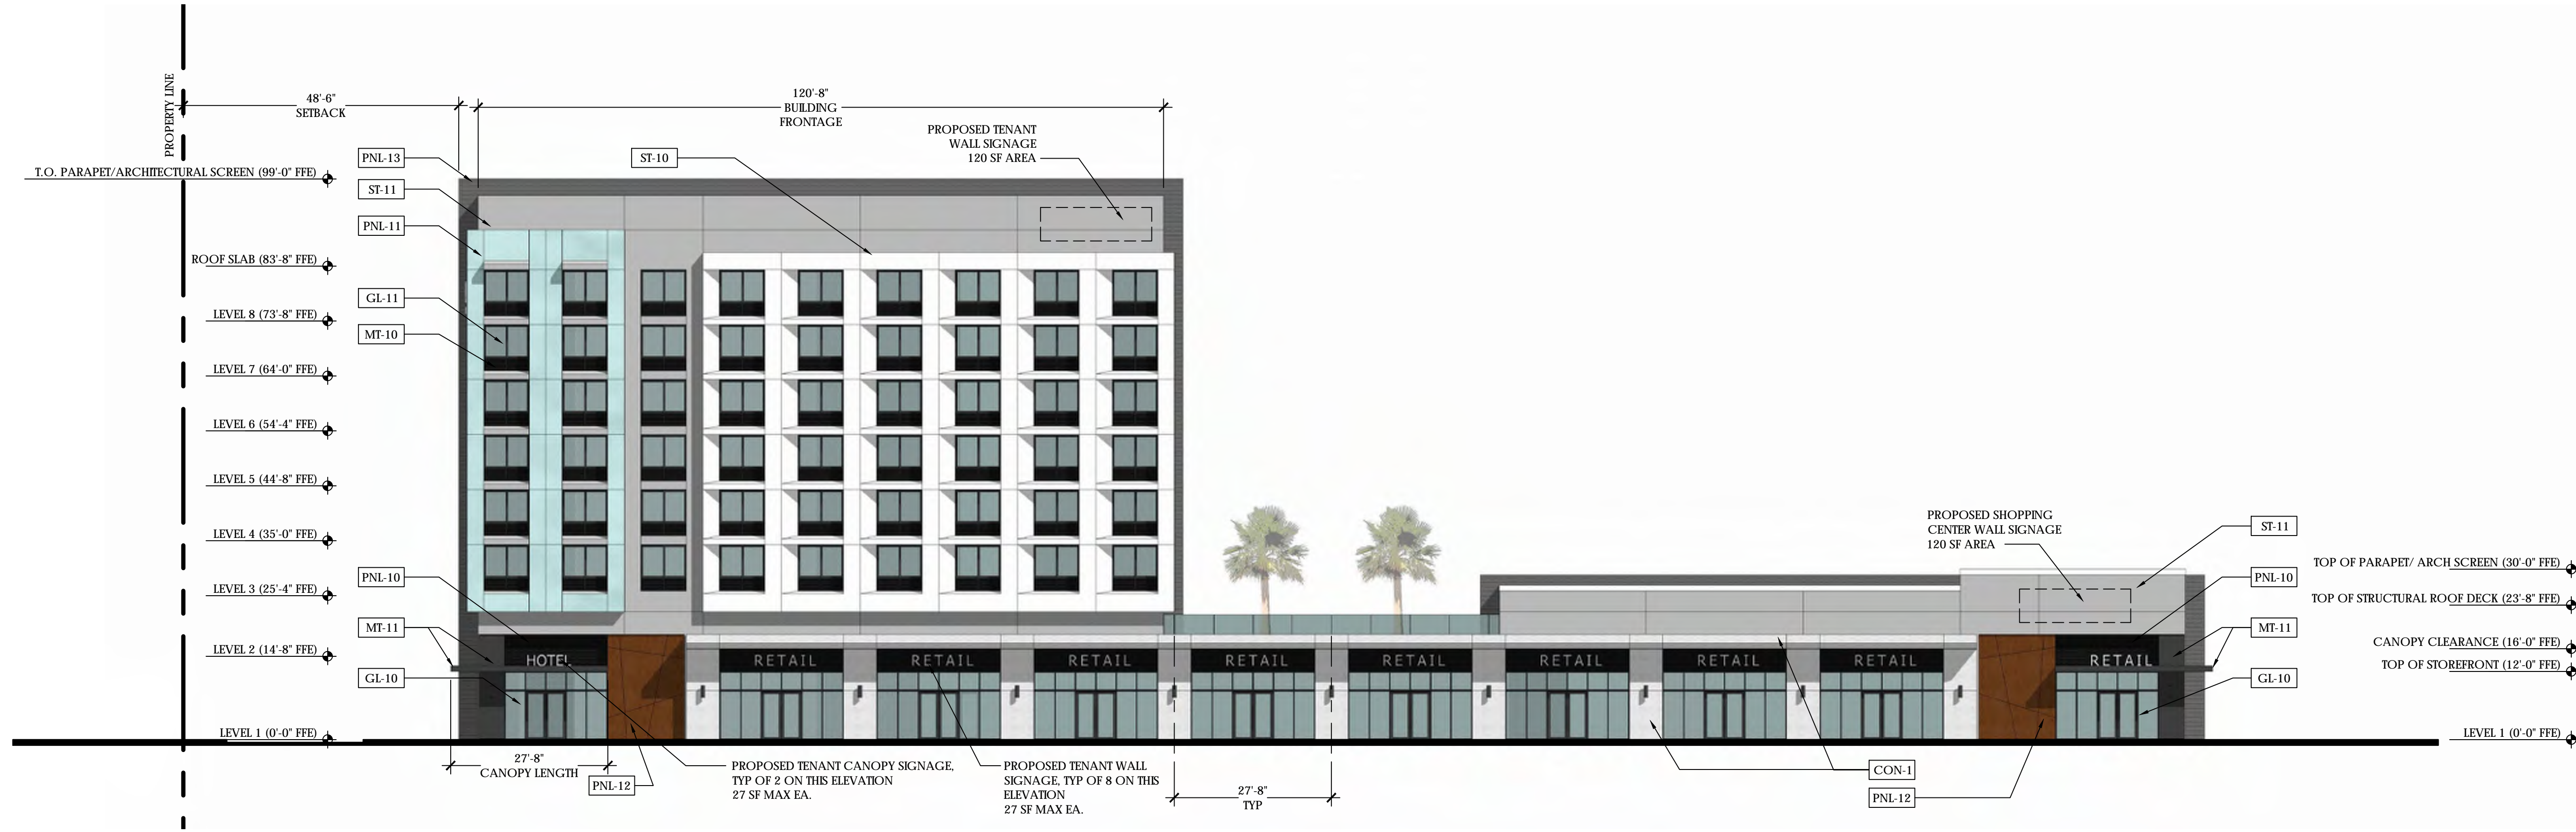 PROPERTY LINE
48'-6"
SETBACK
120'-8"
BUILDING
FRONTAGE
PROPOSED TENANT
WALL SIGNAGE
120 SF AREA
T.O. PARAPET/ARCHITECTURAL SCREEN (99'-0" FFE)
ROOF SLAB (83'-8" FFE)
LEVEL 8 (73'-8" FFE)
LEVEL 7 (64'-0" FFE)
LEVEL 6 (54'-4" FFE)
LEVEL 5 (44'-8" FFE)
LEVEL 4 (35'-0" FFE)
LEVEL 3 (25'-4" FFE)
LEVEL 2 (14'-8" FFE)
LEVEL 1 (0'-0" FFE)
PNL-13
ST-11
PNL-11
GL-11
MT-10
PNL-10
MT-11
GL-10
ST-10
HOTEL
RETAIL
RETAIL
RETAIL
RETAIL
RETAIL
RETAIL
RETAIL
RETAIL
RETAIL
PROPOSED SHOPPING
CENTER WALL SIGNAGE
120 SF AREA
ST-11
PNL-10
MT-11
GL-10
TOP OF PARAPET/ ARCH SCREEN (30'-0" FFE)
TOP OF STRUCTURAL ROOF DECK (23'-8" FFE)
CANOPY CLEARANCE (16'-0" FFE)
TOP OF STOREFRONT (12'-0" FFE)
LEVEL 1 (0'-0" FFE)
27'-8"
CANOPY LENGTH
PNL-12
PROPOSED TENANT CANOPY SIGNAGE,
TYP OF 2 ON THIS ELEVATION
27 SF MAX EA.
PROPOSED TENANT WALL
SIGNAGE, TYP OF 8 ON THIS
ELEVATION
27 SF MAX EA.
27'-8"
TYP
CON-1
PNL-12